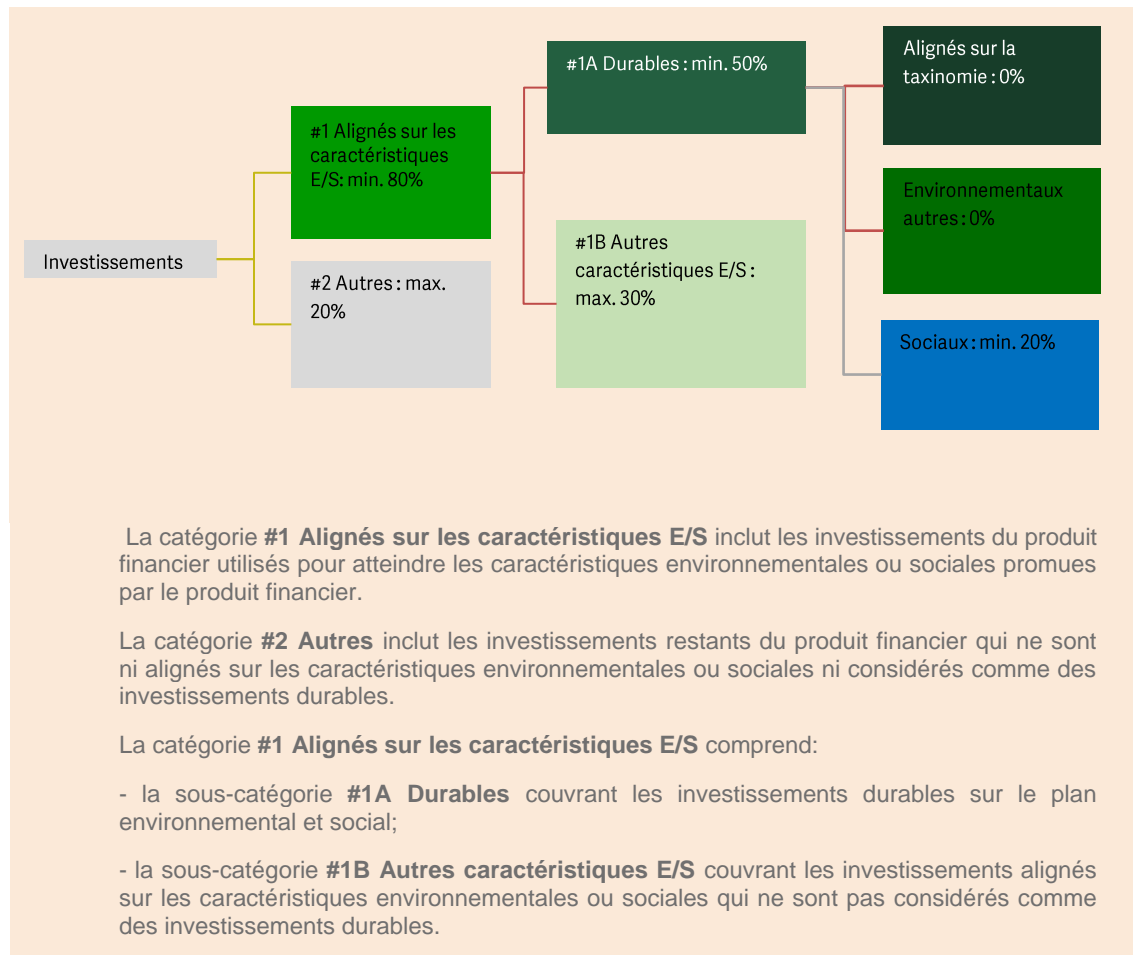 Investissements
#1 Alignés sur les
caractéristiques
E/S: min. 80%
#2 Autres : max.
20%
#1A Durables : min. 50%
#1B Autres
caractéristiques E/S :
max. 30%
Alignés sur la
taxinomie : 0%
Environnementaux
autres : 0%
Sociaux : min. 20%
La catégorie #1 Alignés sur les caractéristiques E/S inclut les investissements du produit
financier utilisés pour atteindre les caractéristiques environnementales ou sociales promues
par le produit financier.
La catégorie #2 Autres inclut les investissements restants du produit financier qui ne sont
ni alignés sur les caractéristiques environnementales ou sociales ni considérés comme des
investissements durables.
La catégorie #1 Alignés sur les caractéristiques E/S comprend:
- la sous-catégorie #1A Durables couvrant les investissements durables sur le plan
environnemental et social;
- la sous-catégorie #1B Autres caractéristiques E/S couvrant les investissements alignés
sur les caractéristiques environnementales ou sociales qui ne sont pas considérés comme
des investissements durables.